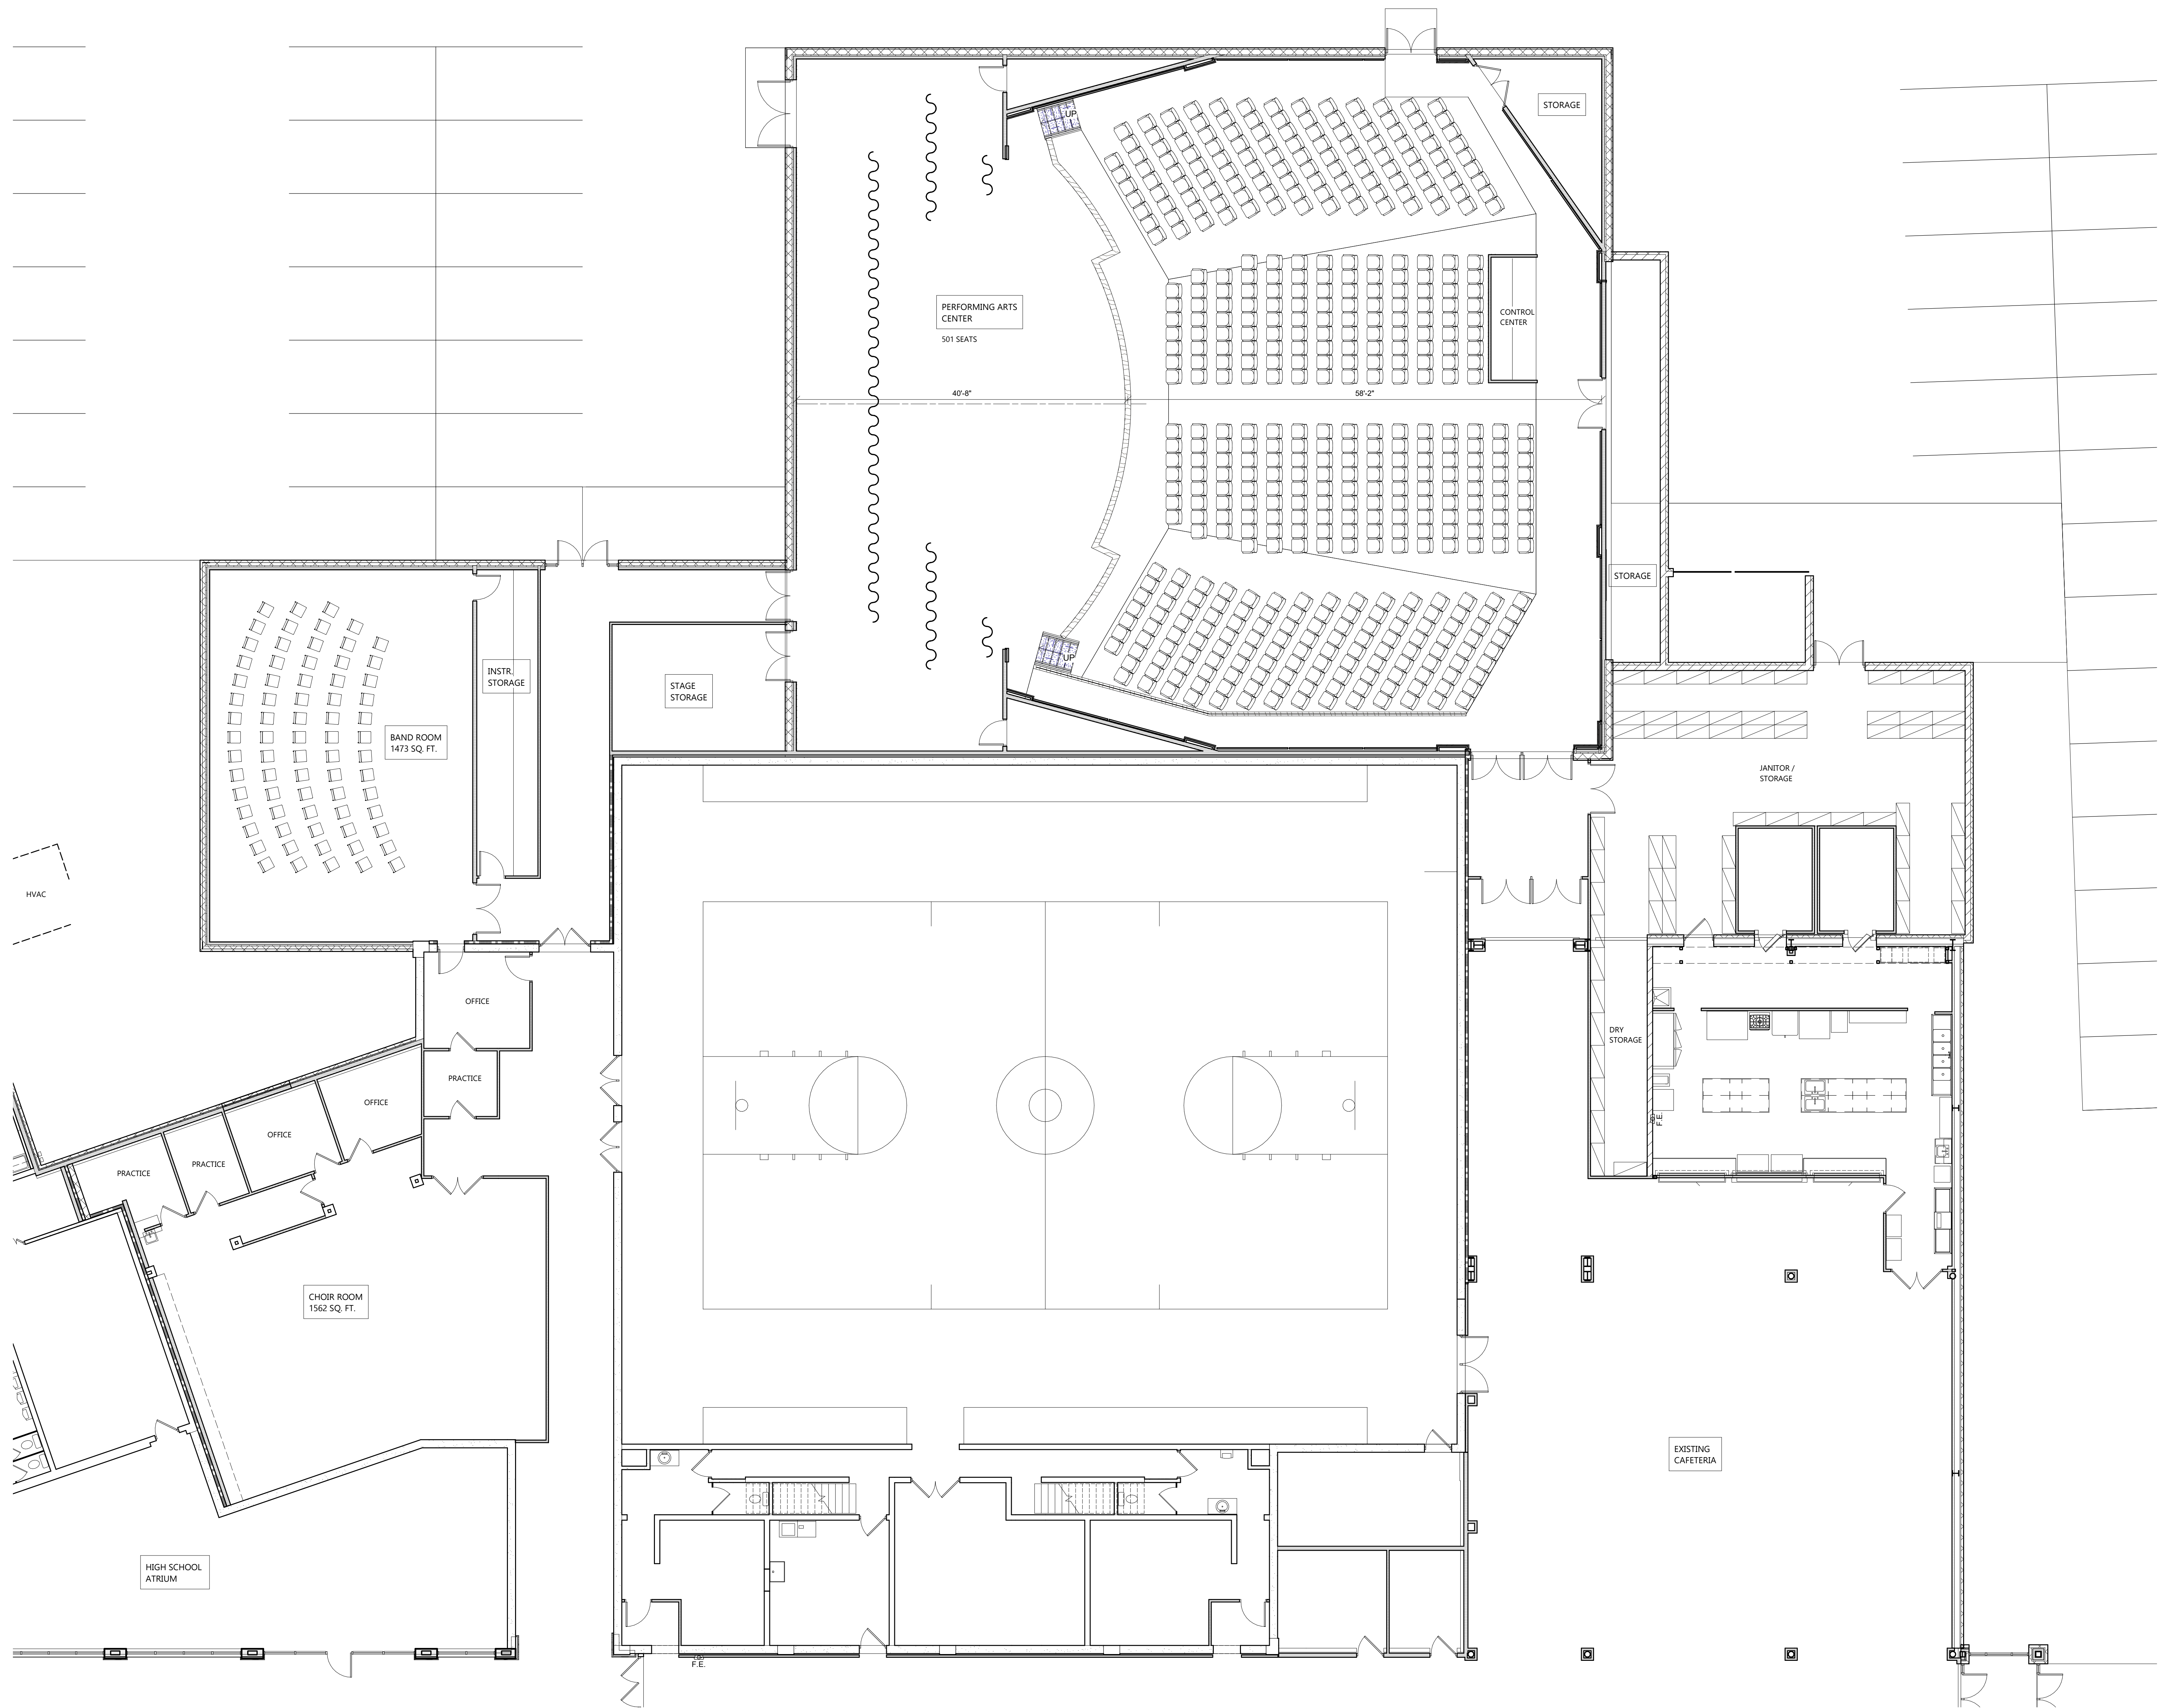 UP
STORAGE
PERFORMING ARTS
CENTER
501 SEATS
CONTROL
CENTER
40'-8"
58'-2"
STORAGE
UP
INSTR.
STORAGE
STAGE
STORAGE
BAND ROOM
1473 SQ. FT.
JANITOR /
STORAGE
HVAC
OFFICE
DRY
STORAGE
PRACTICE
OFFICE
F.E.
OFFICE
PRACTICE
PRACTICE
CHOIR ROOM
1562 SQ. FT.
EXISTING
CAFETERIA
HIGH SCHOOL
ATRIUM
F.E.